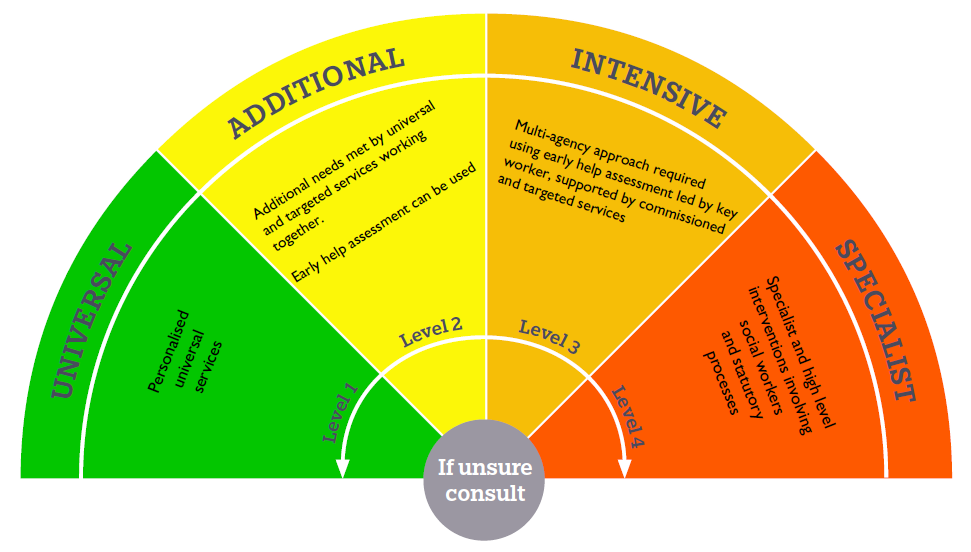 UNIVERSAL
Personalised
universal
services
Level 1
ADDITIONAL
Additional needs met by universal
and targeted services working
together.
Early help assessment can be used
Level 2
INTENSIVE
Multi-agency approach required
using early help assessment led by key
worker, supported by commissioned
and targeted services
Level 3
SPECIALIST
Specialist and high level
interventions involving
social workers
and statutory
processes
Level 4
If unsure
consult